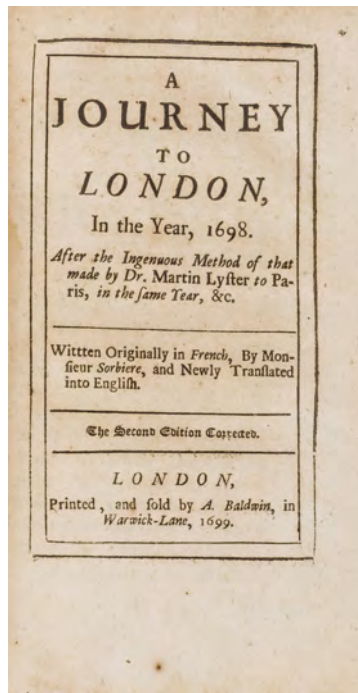 A
JOURNEY
TO
LONDON,
In the Year, 1698.
After the Ingenuous Method of that
made by Dr. Martin Lyſter to Pa-
ris, in the ſame Year, &c.
Wittten Originally in French, By Mon-
ſieur Sorbiere, and Newly Tranſlated
into Engliſh.
The Second Edition Corrected.
LONDON,
Printed, and ſold by A. Baldwin, in
Warwick-Lane, 1699.